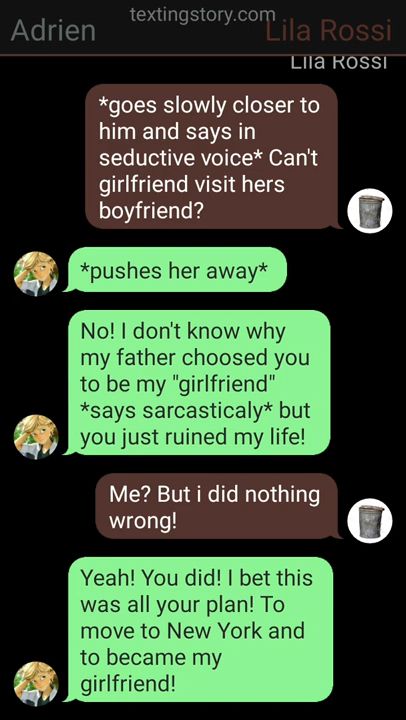 textingstory.com
Adrien
Lila Rossi
Lila Rossi
*goes slowly closer to
him and says in
seductive voice* Can't
girlfriend visit hers
boyfriend?
*pushes her away*
No! I don't know why
my father choosed you
to be my "girlfriend"
*says sarcasticaly* but
you just ruined my life!
Me? But i did nothing
wrong!
Yeah! You did! I bet this
was all your plan! To
move to New York and
to became my
girlfriend!